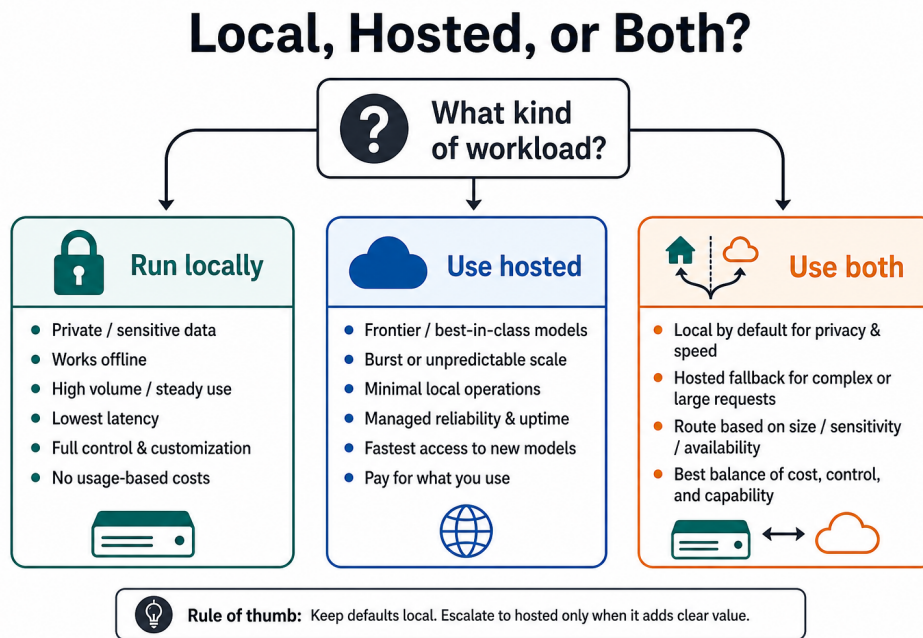 Local, Hosted, or Both?
?
What kind
of workload?
Run locally
Private / sensitive data
Works offline
High volume / steady use
Lowest latency
Full control & customization
No usage-based costs
Use hosted
Frontier / best-in-class models
Burst or unpredictable scale
Minimal local operations
Managed reliability & uptime
Fastest access to new models
Pay for what you use
Use both
Local by default for privacy &
speed
Hosted fallback for complex or
large requests
Route based on size / sensitivity
/ availability
Best balance of cost, control,
and capability
Rule of thumb: Keep defaults local. Escalate to hosted only when it adds clear value.